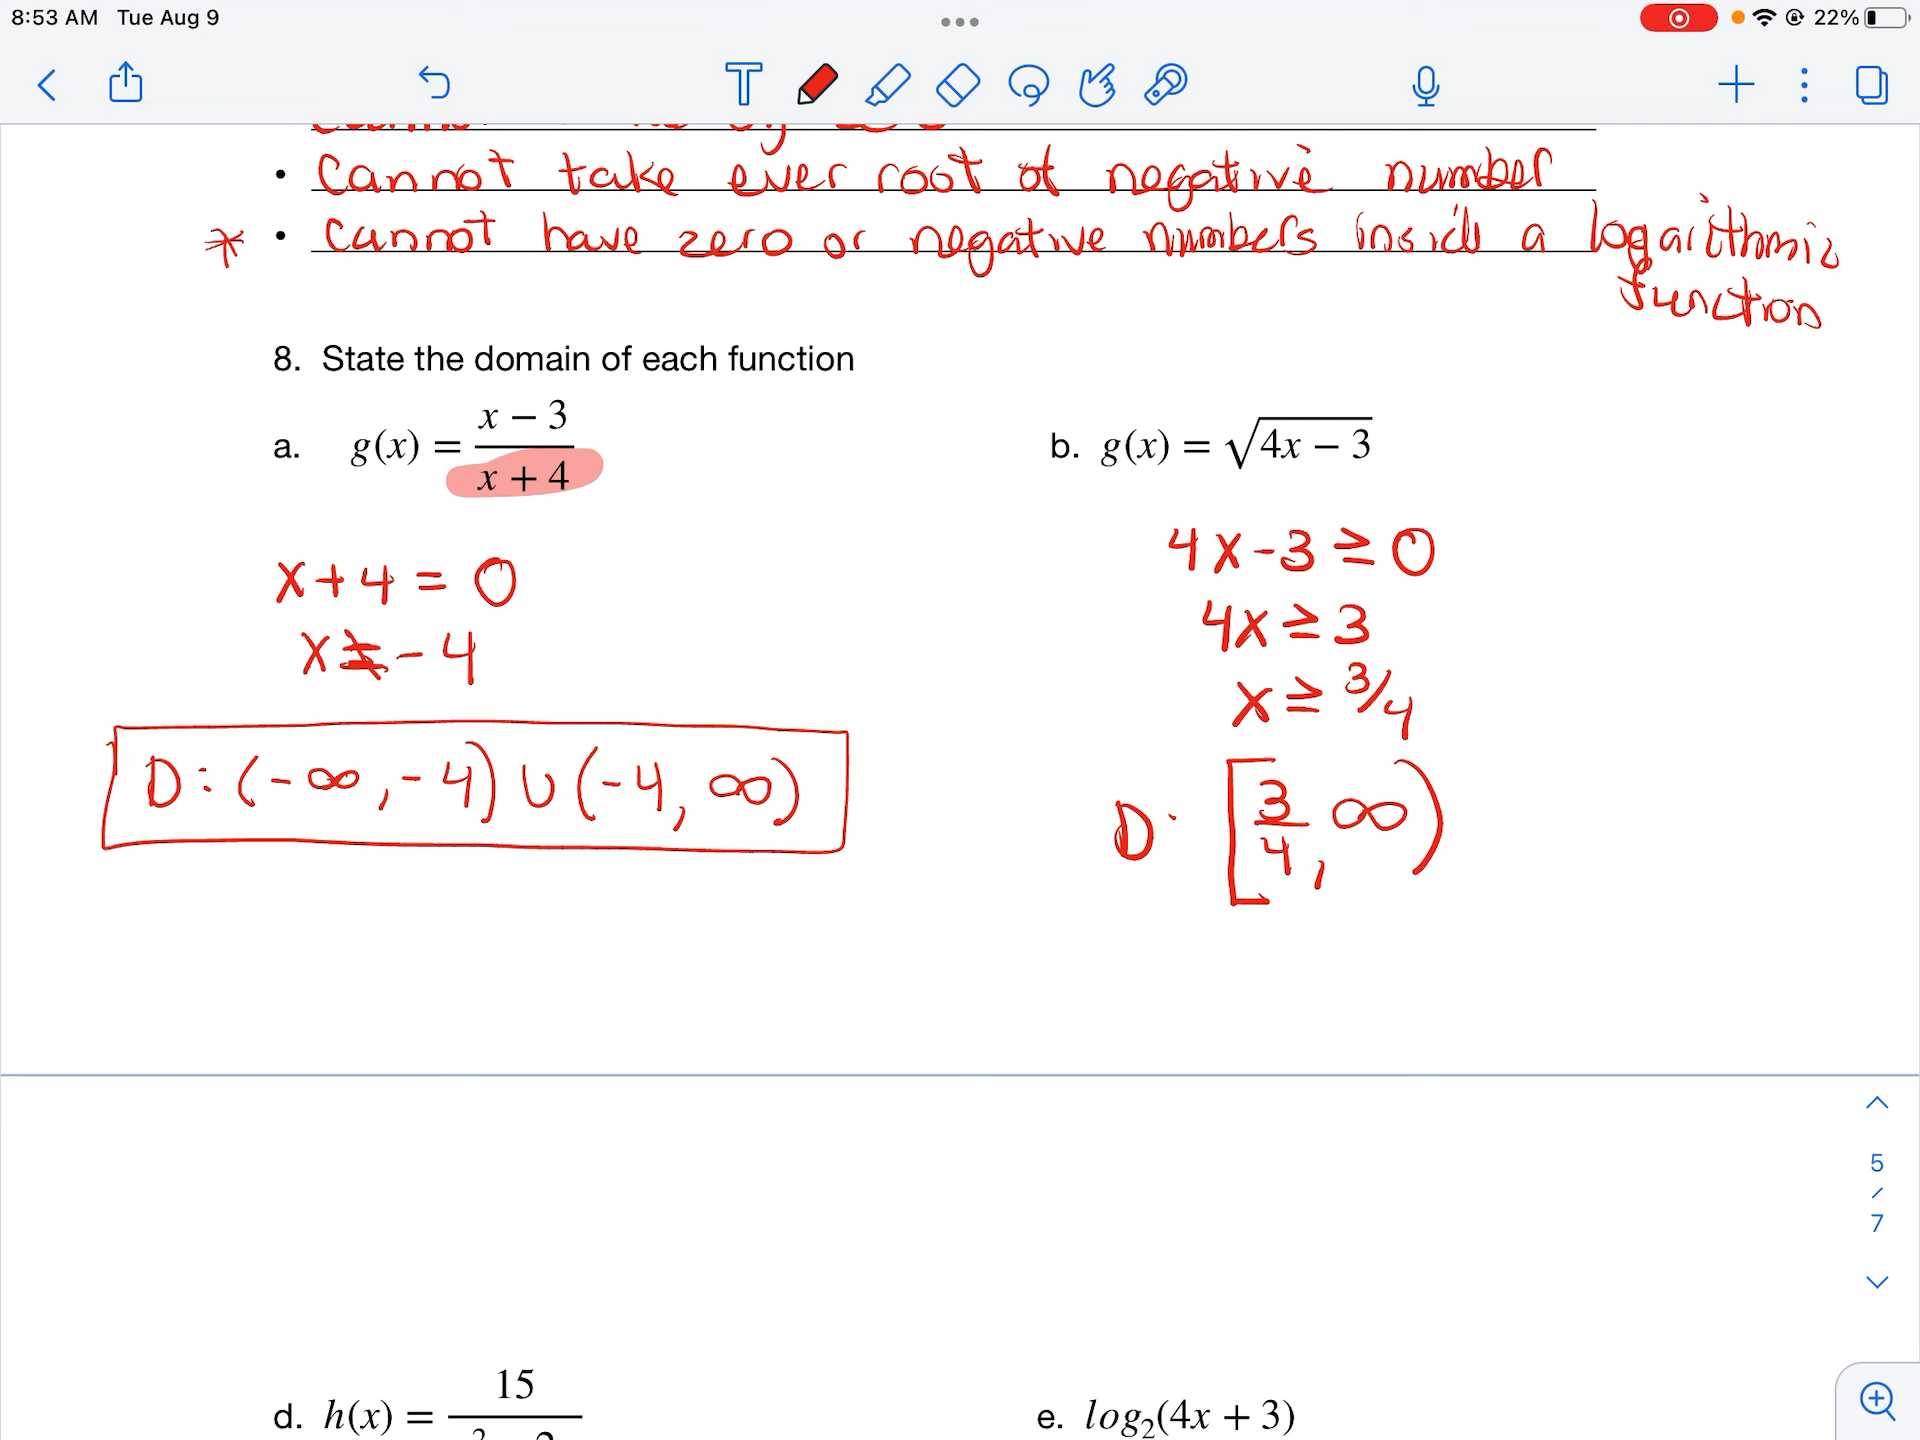 8:53 AM Tue Aug 9
22%
• Cannot take ever root of negative number
* • Cannot have zero or negative numbers inside a logarithmic
function
8. State the domain of each function
a. g(x) = (x − 3)/(x + 4)
b. g(x) = √(4x − 3)
x+4 = 0
x ≠ -4
D: (-∞, -4) ∪ (-4, ∞)
4x-3 ≥ 0
4x ≥ 3
x ≥ 3/4
D: [3/4, ∞)
5
/
7
d. h(x) = 15
e. log₂(4x + 3)